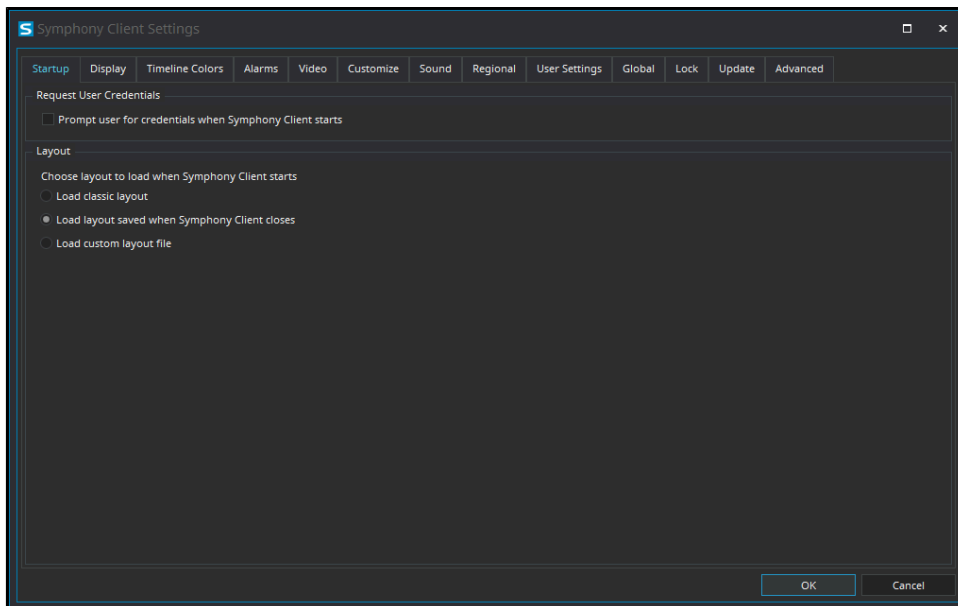 S Symphony Client Settings
Startup Display Timeline Colors Alarms Video Customize Sound Regional User Settings Global Lock Update Advanced
Request User Credentials
Prompt user for credentials when Symphony Client starts
Layout
Choose layout to load when Symphony Client starts
Load classic layout
Load layout saved when Symphony Client closes
Load custom layout file
OK Cancel